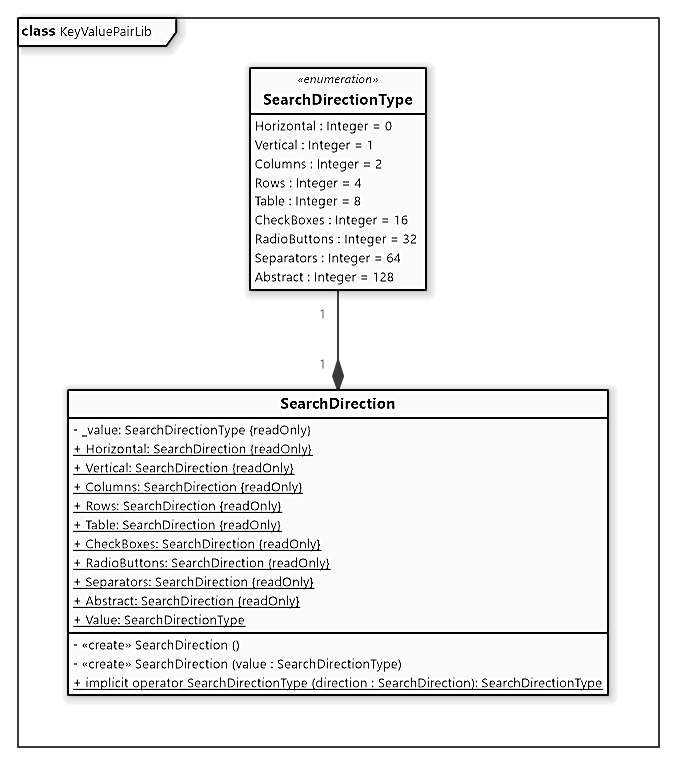 class KeyValuePairLib
«enumeration»
SearchDirectionType
Horizontal : Integer = 0
Vertical : Integer = 1
Columns : Integer = 2
Rows : Integer = 4
Table : Integer = 8
CheckBoxes : Integer = 16
RadioButtons : Integer = 32
Separators : Integer = 64
Abstract : Integer = 128
1
1
SearchDirection
- _value: SearchDirectionType {readOnly}
+ Horizontal: SearchDirection {readOnly}
+ Vertical: SearchDirection {readOnly}
+ Columns: SearchDirection {readOnly}
+ Rows: SearchDirection {readOnly}
+ Table: SearchDirection {readOnly}
+ CheckBoxes: SearchDirection {readOnly}
+ RadioButtons: SearchDirection {readOnly}
+ Separators: SearchDirection {readOnly}
+ Abstract: SearchDirection {readOnly}
+ Value: SearchDirectionType
- «create» SearchDirection ()
- «create» SearchDirection (value : SearchDirectionType)
+ implicit operator SearchDirectionType (direction : SearchDirection): SearchDirectionType